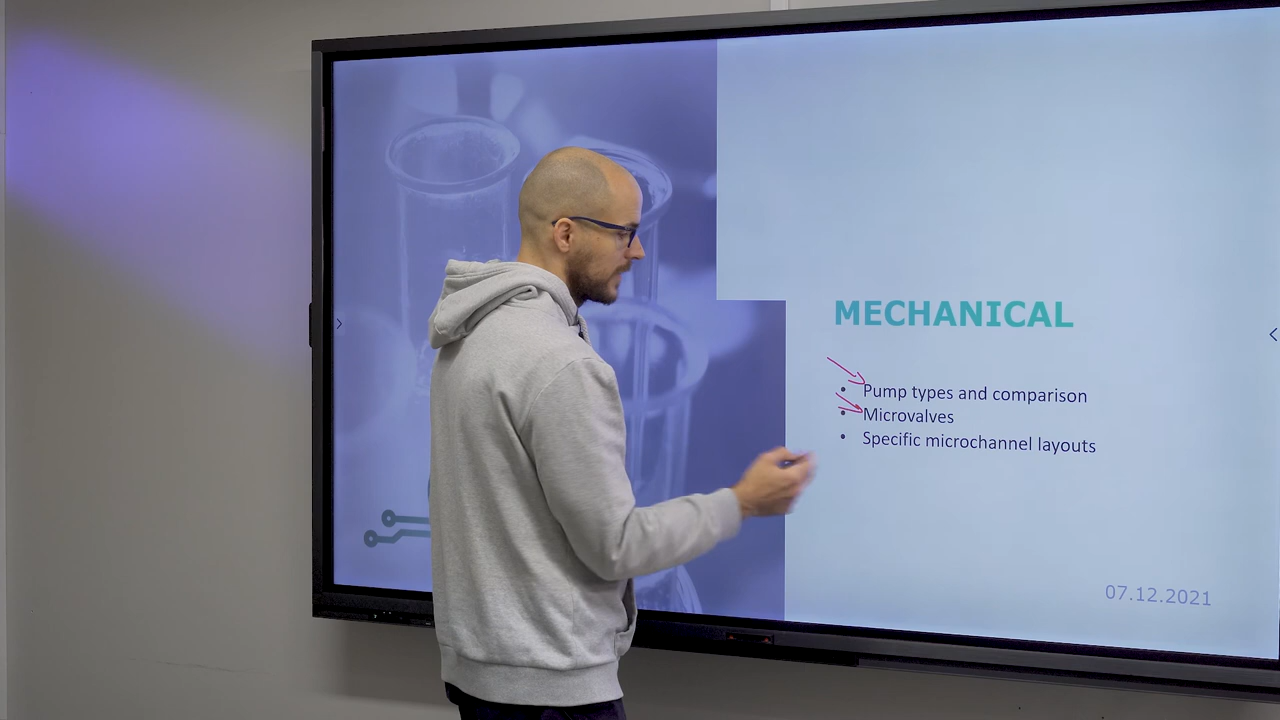 MECHANICAL
• Pump types and comparison
• Microvalves
• Specific microchannel layouts
07.12.2021